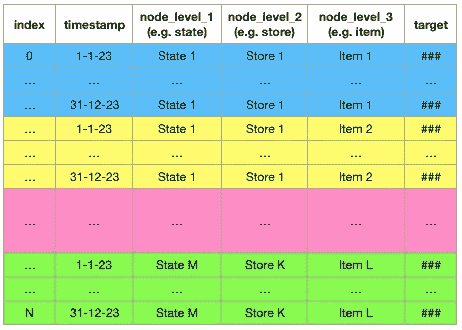 index timestamp node_level_1 (e.g. state) node_level_2 (e.g. store) node_level_3 (e.g. item) target
0 1-1-23 State 1 Store 1 Item 1 ###
... ... ... ... ... ...
... 31-12-23 State 1 Store 1 Item 1 ###
... 1-1-23 State 1 Store 1 Item 2 ###
... ... ... ... ... ...
... 31-12-23 State 1 Store 1 Item 2 ###
... ... ... ... ... ...
... 1-1-23 State M Store K Item L ###
... ... ... ... ... ...
N 31-12-23 State M Store K Item L ###